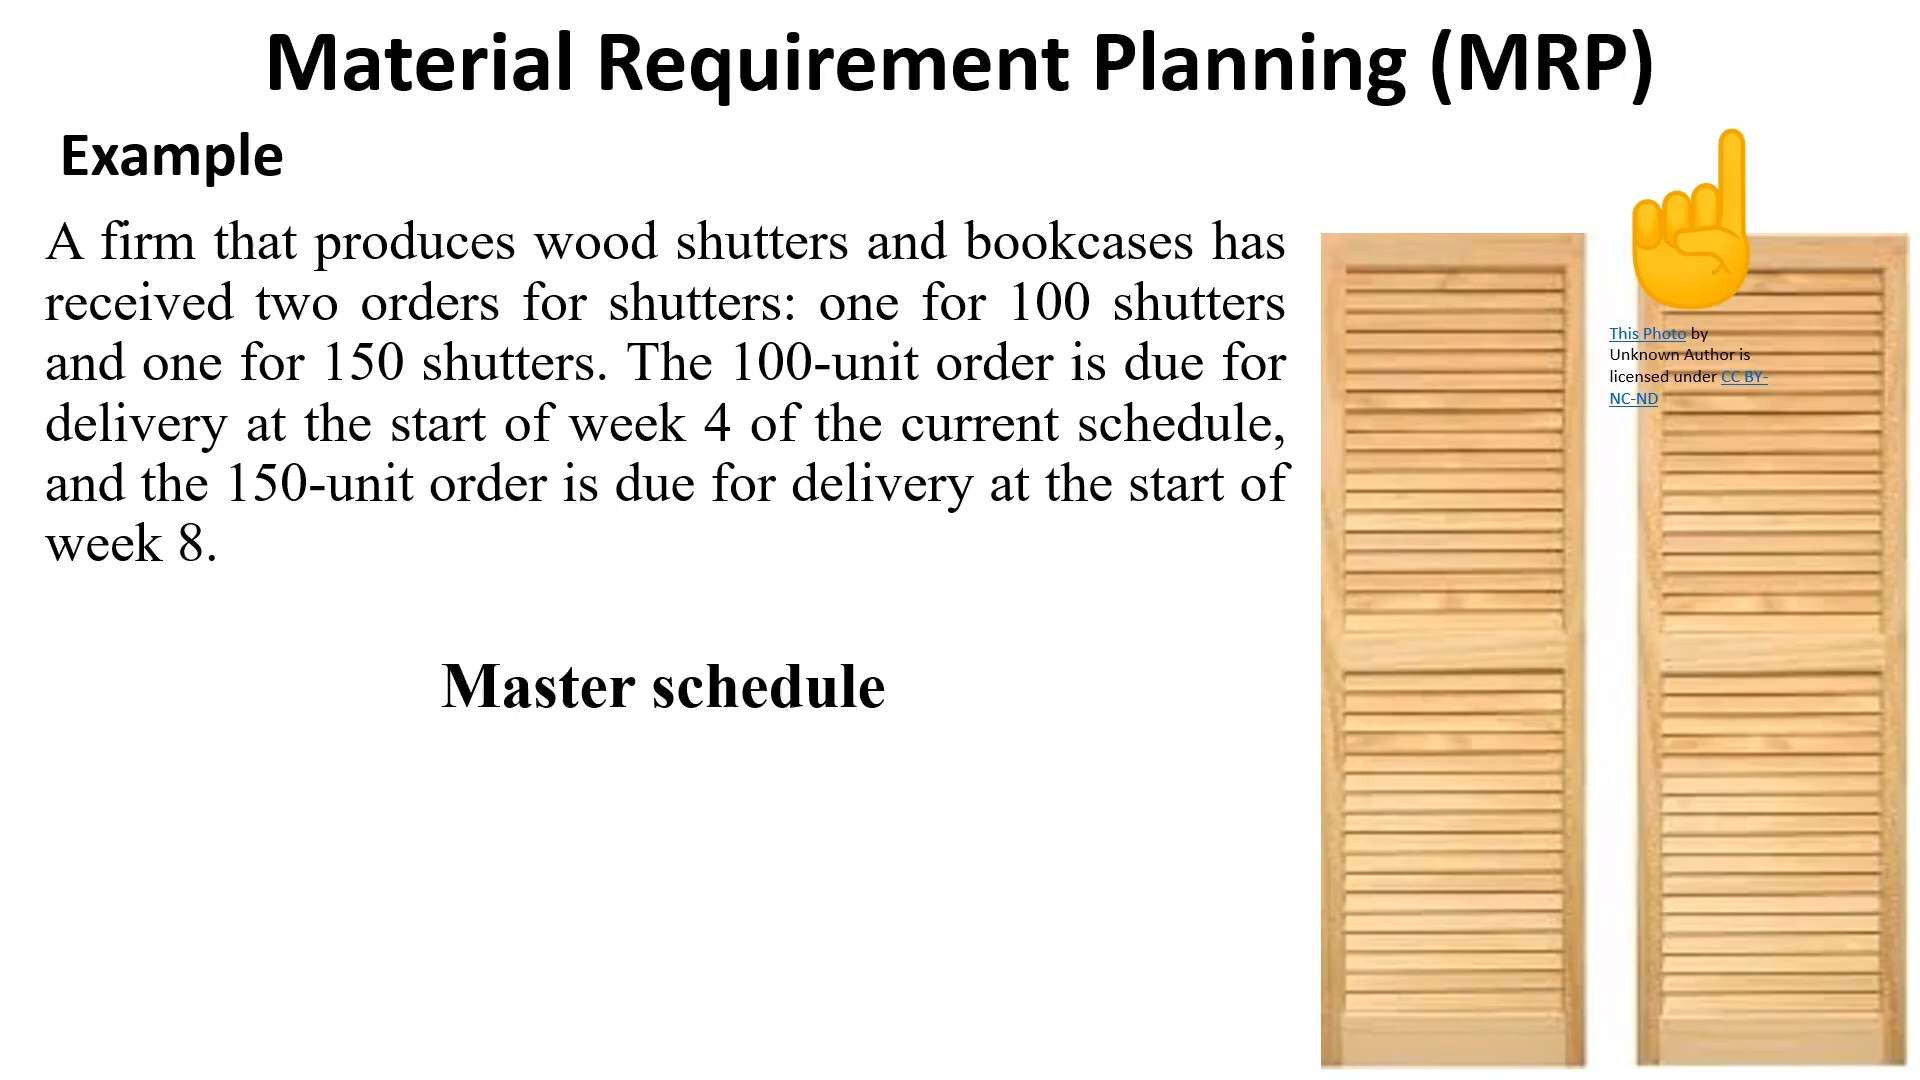 Material Requirement Planning (MRP)
Example
A firm that produces wood shutters and bookcases has
received two orders for shutters: one for 100 shutters
and one for 150 shutters. The 100-unit order is due for
delivery at the start of week 4 of the current schedule,
and the 150-unit order is due for delivery at the start of
week 8.
This Photo by
Unknown Author is
licensed under CC BY-
NC-ND
Master schedule